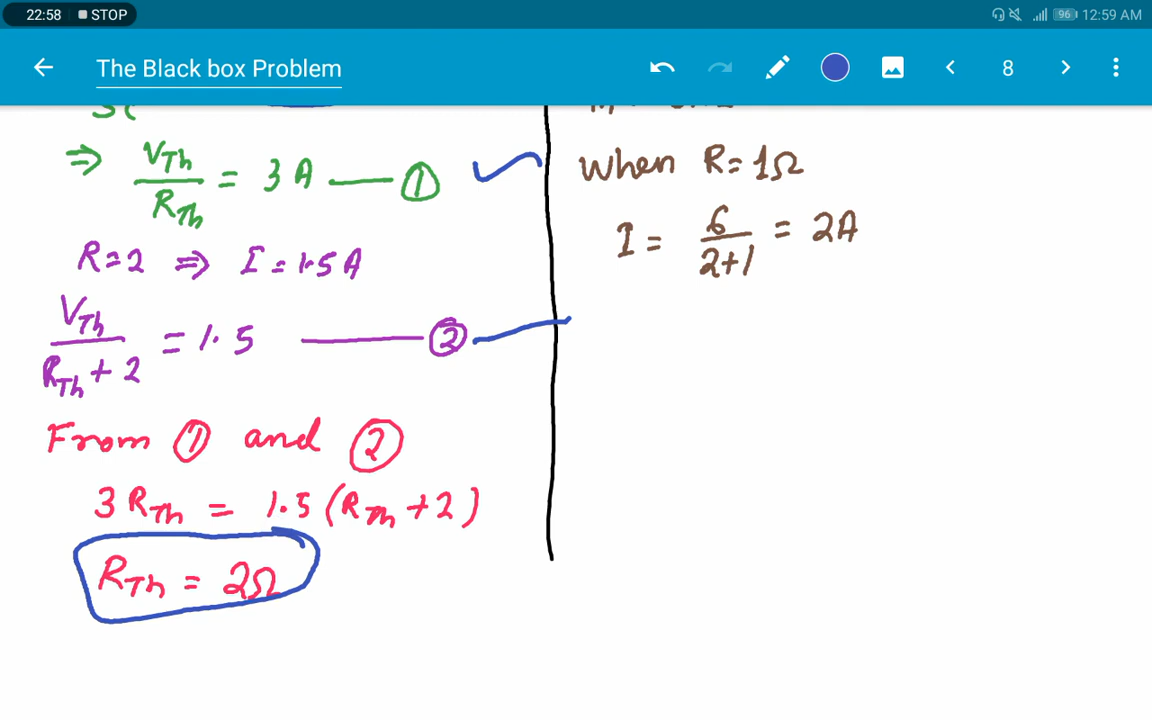 22:58 STOP 96 12:59 AM
The Black box Problem 8
⇒ VTh/RTh = 3 A —— ①
R=2 ⇒ I = 1.5 A
VTh/(RTh + 2) = 1.5 —— ②
From ① and ②
3 RTh = 1.5 (RTh + 2)
RTh = 2Ω
when R = 1Ω
I = 6/(2+1) = 2A